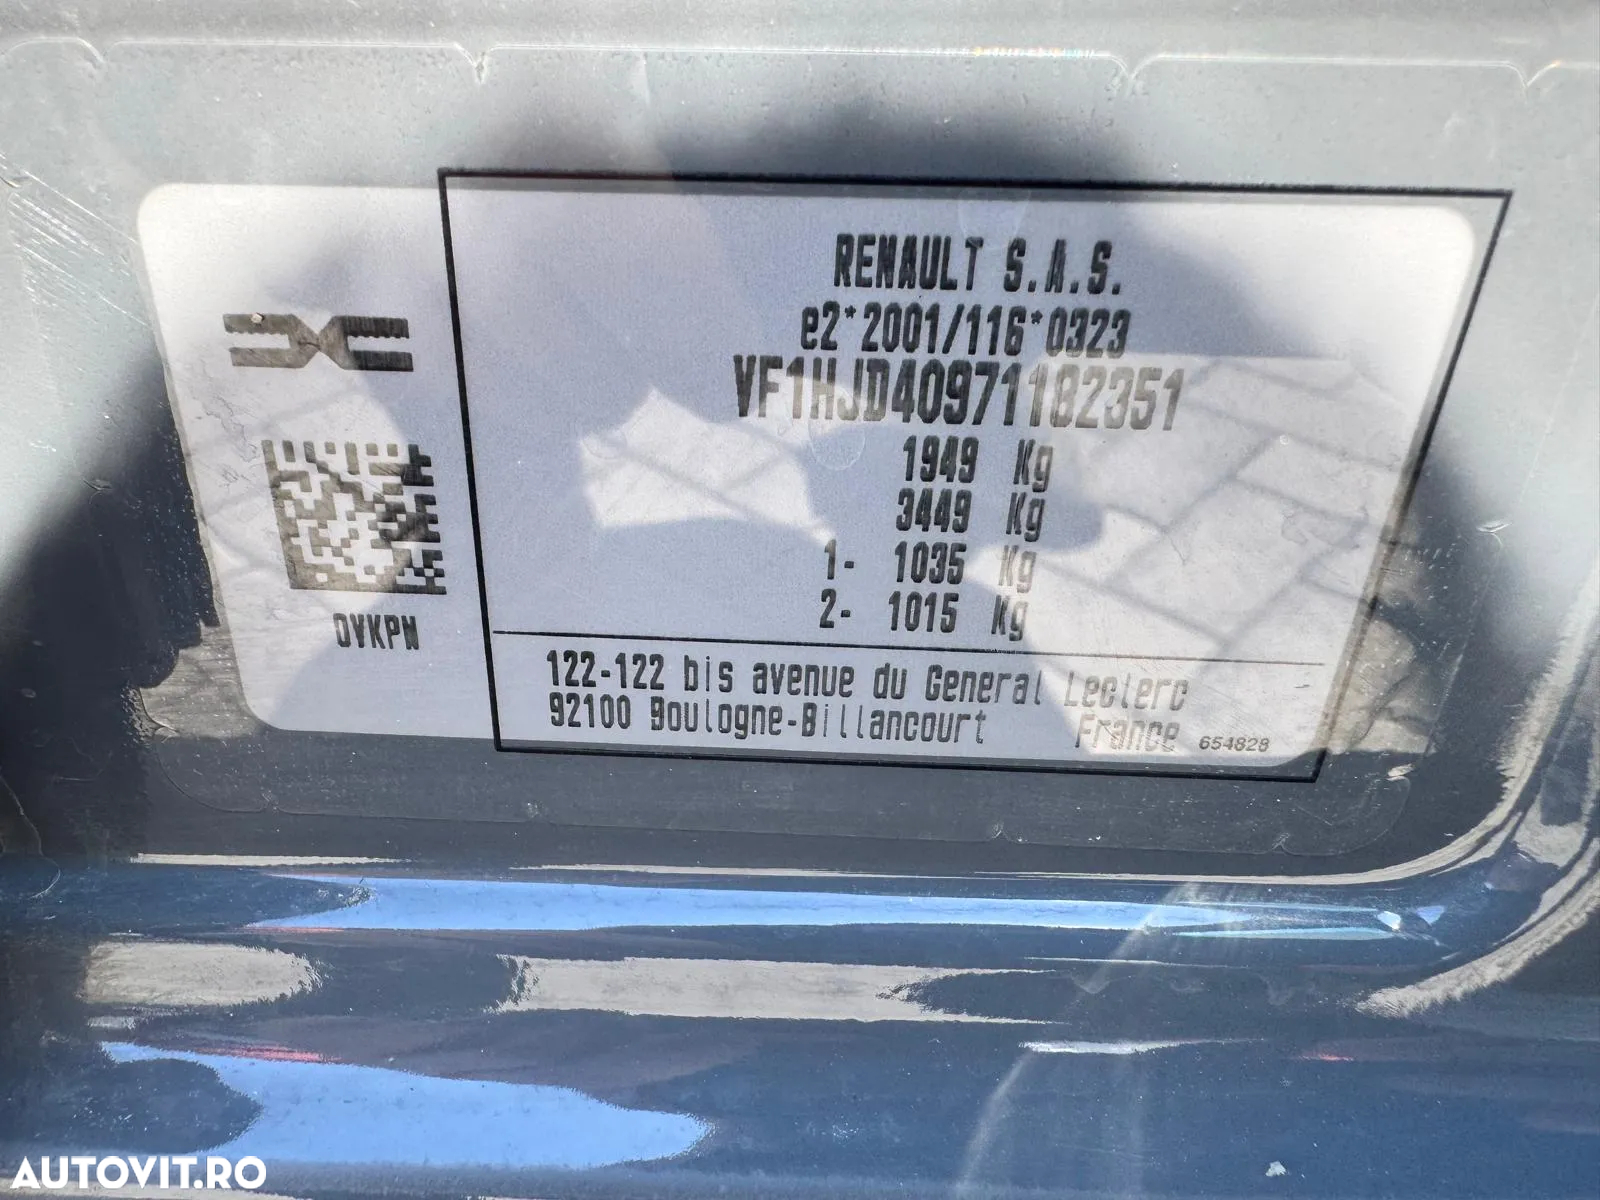 RENAULT S.A.S.
e2*2001/116*0323
VF1HJD40971182351
1949 Kg
3449 Kg
1- 1035 Kg
2- 1015 Kg
OVKPN
122-122 bis avenue du General Leclerc
92100 Boulogne-Billancourt France 654828
AUTOVIT.RO